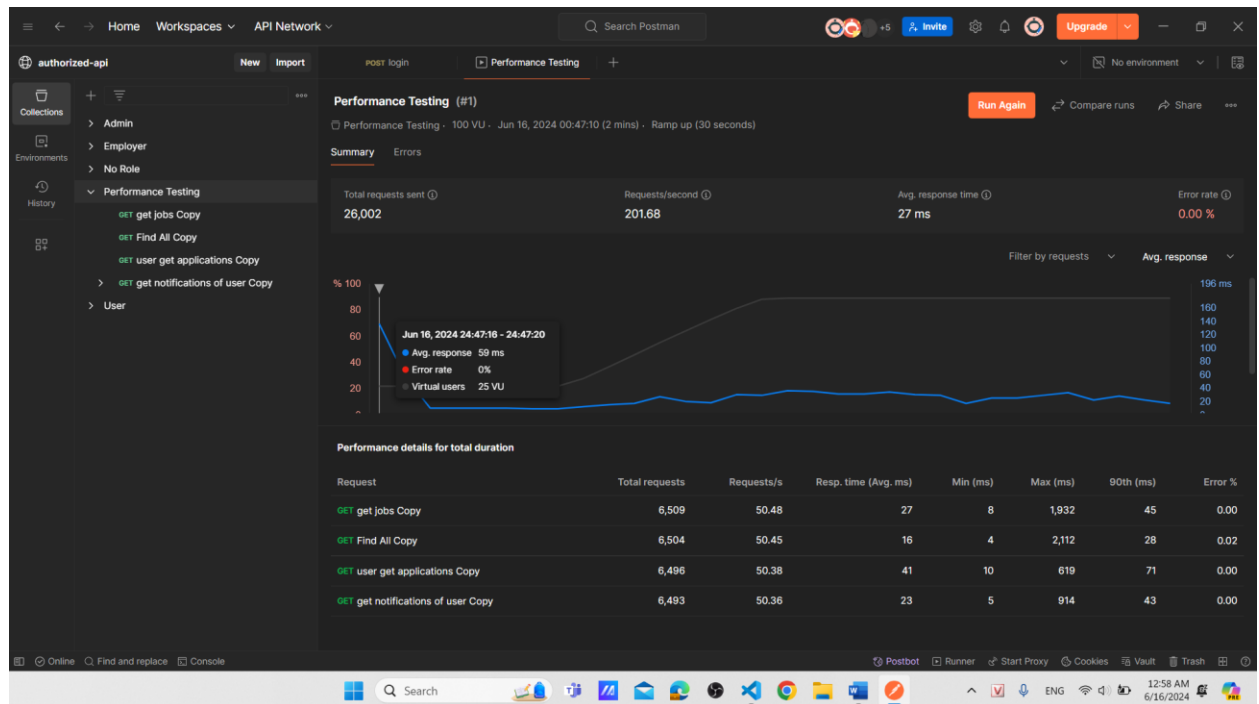 Home Workspaces API Network Search Postman +5 Invite Upgrade
authorized-api New Import POST login Performance Testing No environment
Collections
Environments
History
Admin
Employer
No Role
Performance Testing
GET get jobs Copy
GET Find All Copy
GET user get applications Copy
GET get notifications of user Copy
User
Performance Testing (#1) Run Again Compare runs Share
Performance Testing · 100 VU · Jun 16, 2024 00:47:10 (2 mins) · Ramp up (30 seconds)
Summary Errors
Total requests sent Requests/second Avg. response time Error rate
26,002 201.68 27 ms 0.00 %
Filter by requests Avg. response
% 100 196 ms
80 160
140
60 120
100
40 80
60
20 40
20
Jun 16, 2024 24:47:16 - 24:47:20
Avg. response 59 ms
Error rate 0%
Virtual users 25 VU
Performance details for total duration
Request Total requests Requests/s Resp. time (Avg. ms) Min (ms) Max (ms) 90th (ms) Error %
GET get jobs Copy 6,509 50.48 27 8 1,932 45 0.00
GET Find All Copy 6,504 50.45 16 4 2,112 28 0.02
GET user get applications Copy 6,496 50.38 41 10 619 71 0.00
GET get notifications of user Copy 6,493 50.36 23 5 914 43 0.00
Online Find and replace Console Postbot Runner Start Proxy Cookies Vault Trash
Search ENG 12:58 AM
6/16/2024
PRE